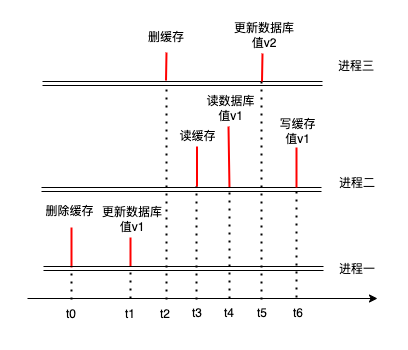 删缓存
更新数据库
值v2
进程三
读数据库
值v1
读缓存
写缓存
值v1
进程二
删除缓存
更新数据库
值v1
进程一
t0
t1
t2
t3
t4
t5
t6